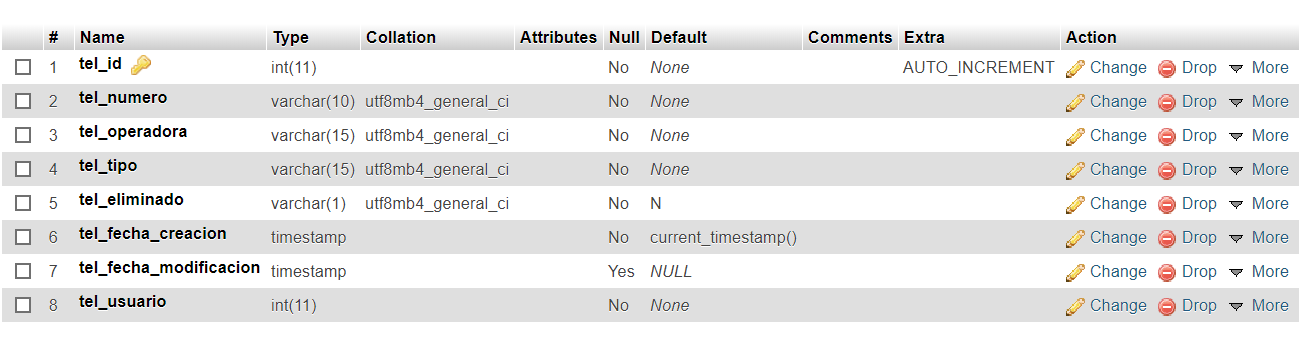 # Name Type Collation Attributes Null Default Comments Extra Action
1 tel_id int(11) No None AUTO_INCREMENT Change Drop More
2 tel_numero varchar(10) utf8mb4_general_ci No None Change Drop More
3 tel_operadora varchar(15) utf8mb4_general_ci No None Change Drop More
4 tel_tipo varchar(15) utf8mb4_general_ci No None Change Drop More
5 tel_eliminado varchar(1) utf8mb4_general_ci No N Change Drop More
6 tel_fecha_creacion timestamp No current_timestamp() Change Drop More
7 tel_fecha_modificacion timestamp Yes NULL Change Drop More
8 tel_usuario int(11) No None Change Drop More